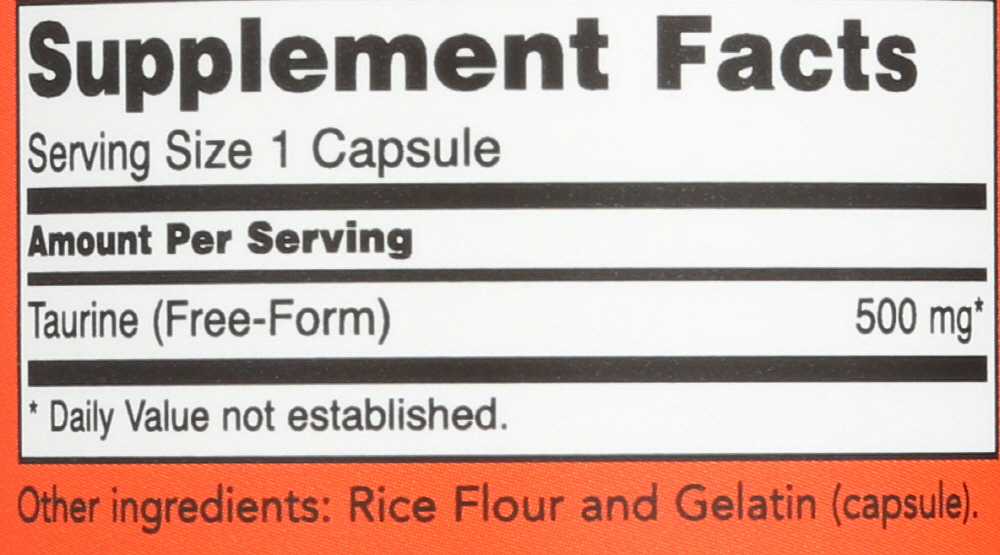 Supplement Facts
Serving Size 1 Capsule
Amount Per Serving
Taurine (Free-Form) 500 mg*
* Daily Value not established.
Other ingredients: Rice Flour and Gelatin (capsule).